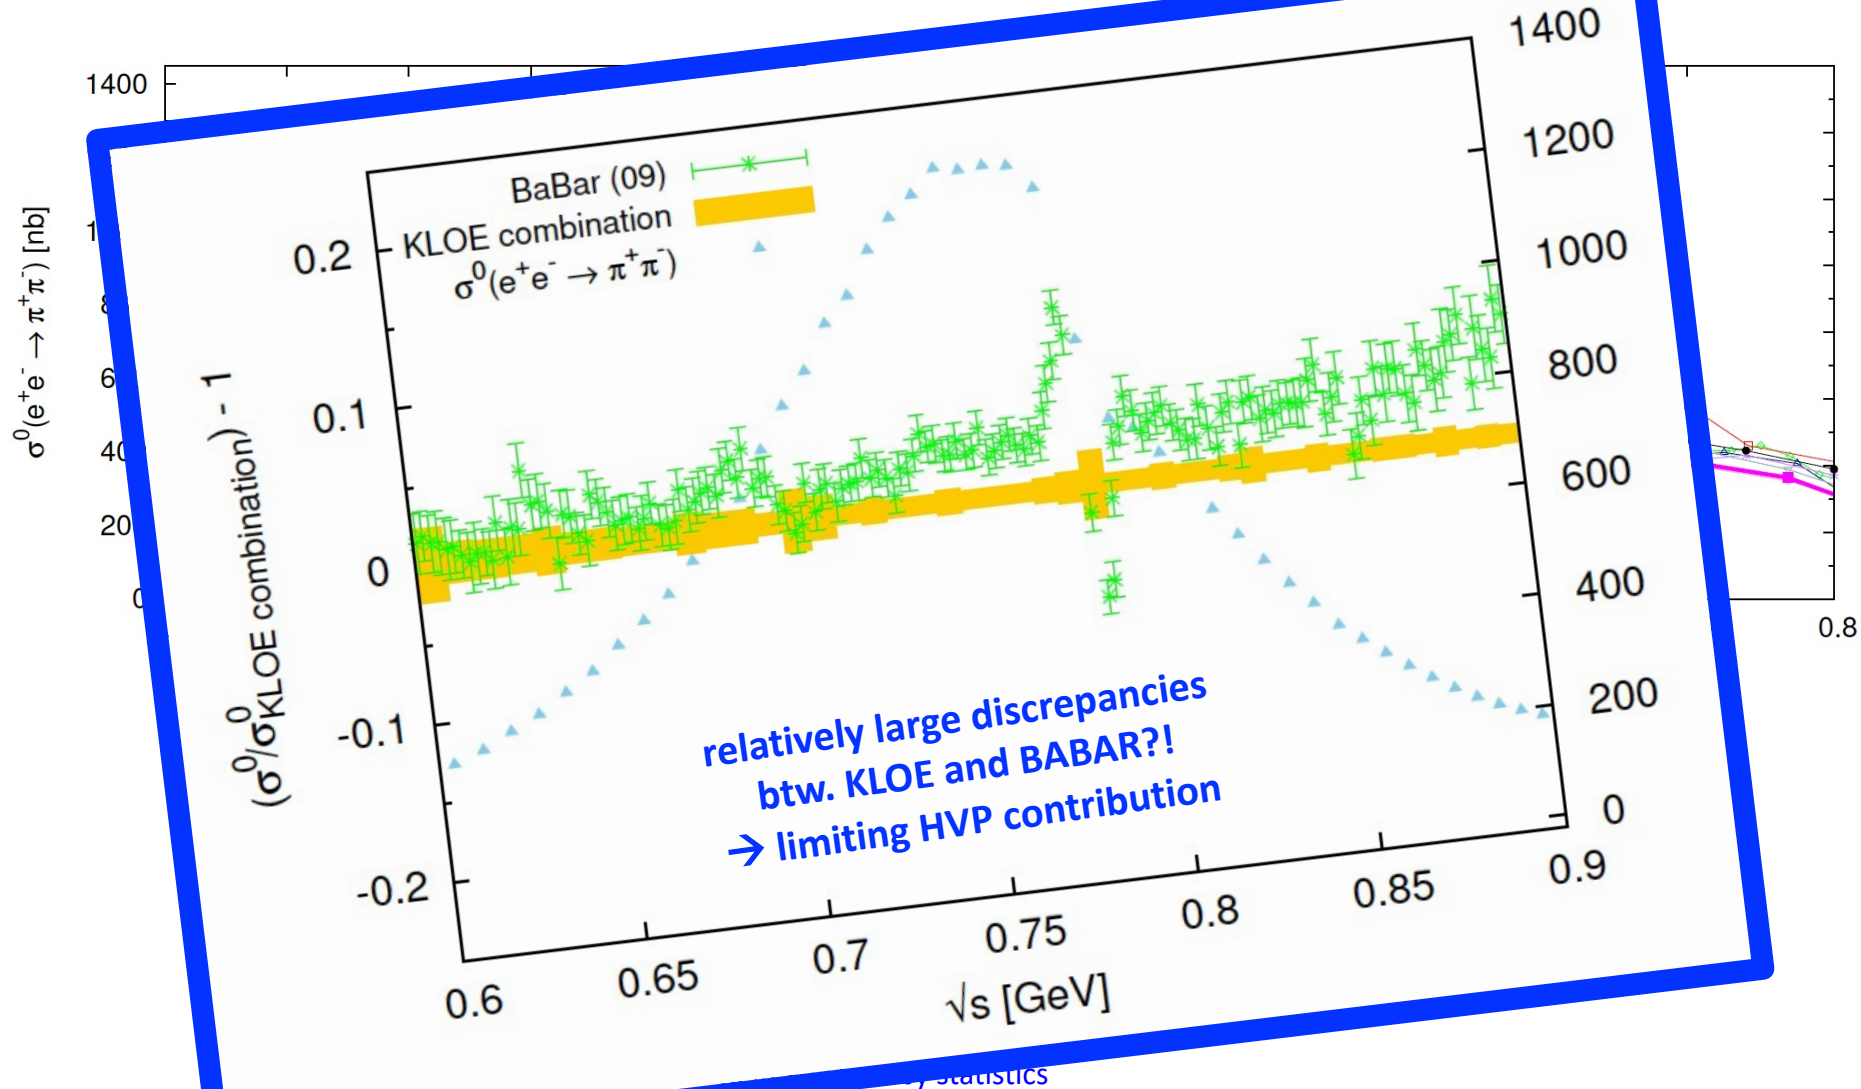 1400
σ⁰(e⁺e⁻ → π⁺π⁻) [nb]
20
0
0.8
BaBar (09)
KLOE combination
σ⁰(e⁺e⁻ → π⁺π⁻)
(σ⁰/σ⁰KLOE combination) - 1
0.2
0.1
0
-0.1
-0.2
1400
1200
1000
800
600
400
200
0
relatively large discrepancies
btw. KLOE and BABAR?!
→ limiting HVP contribution
0.6
0.65
0.7
0.75
0.8
0.85
0.9
√s [GeV]
statistics